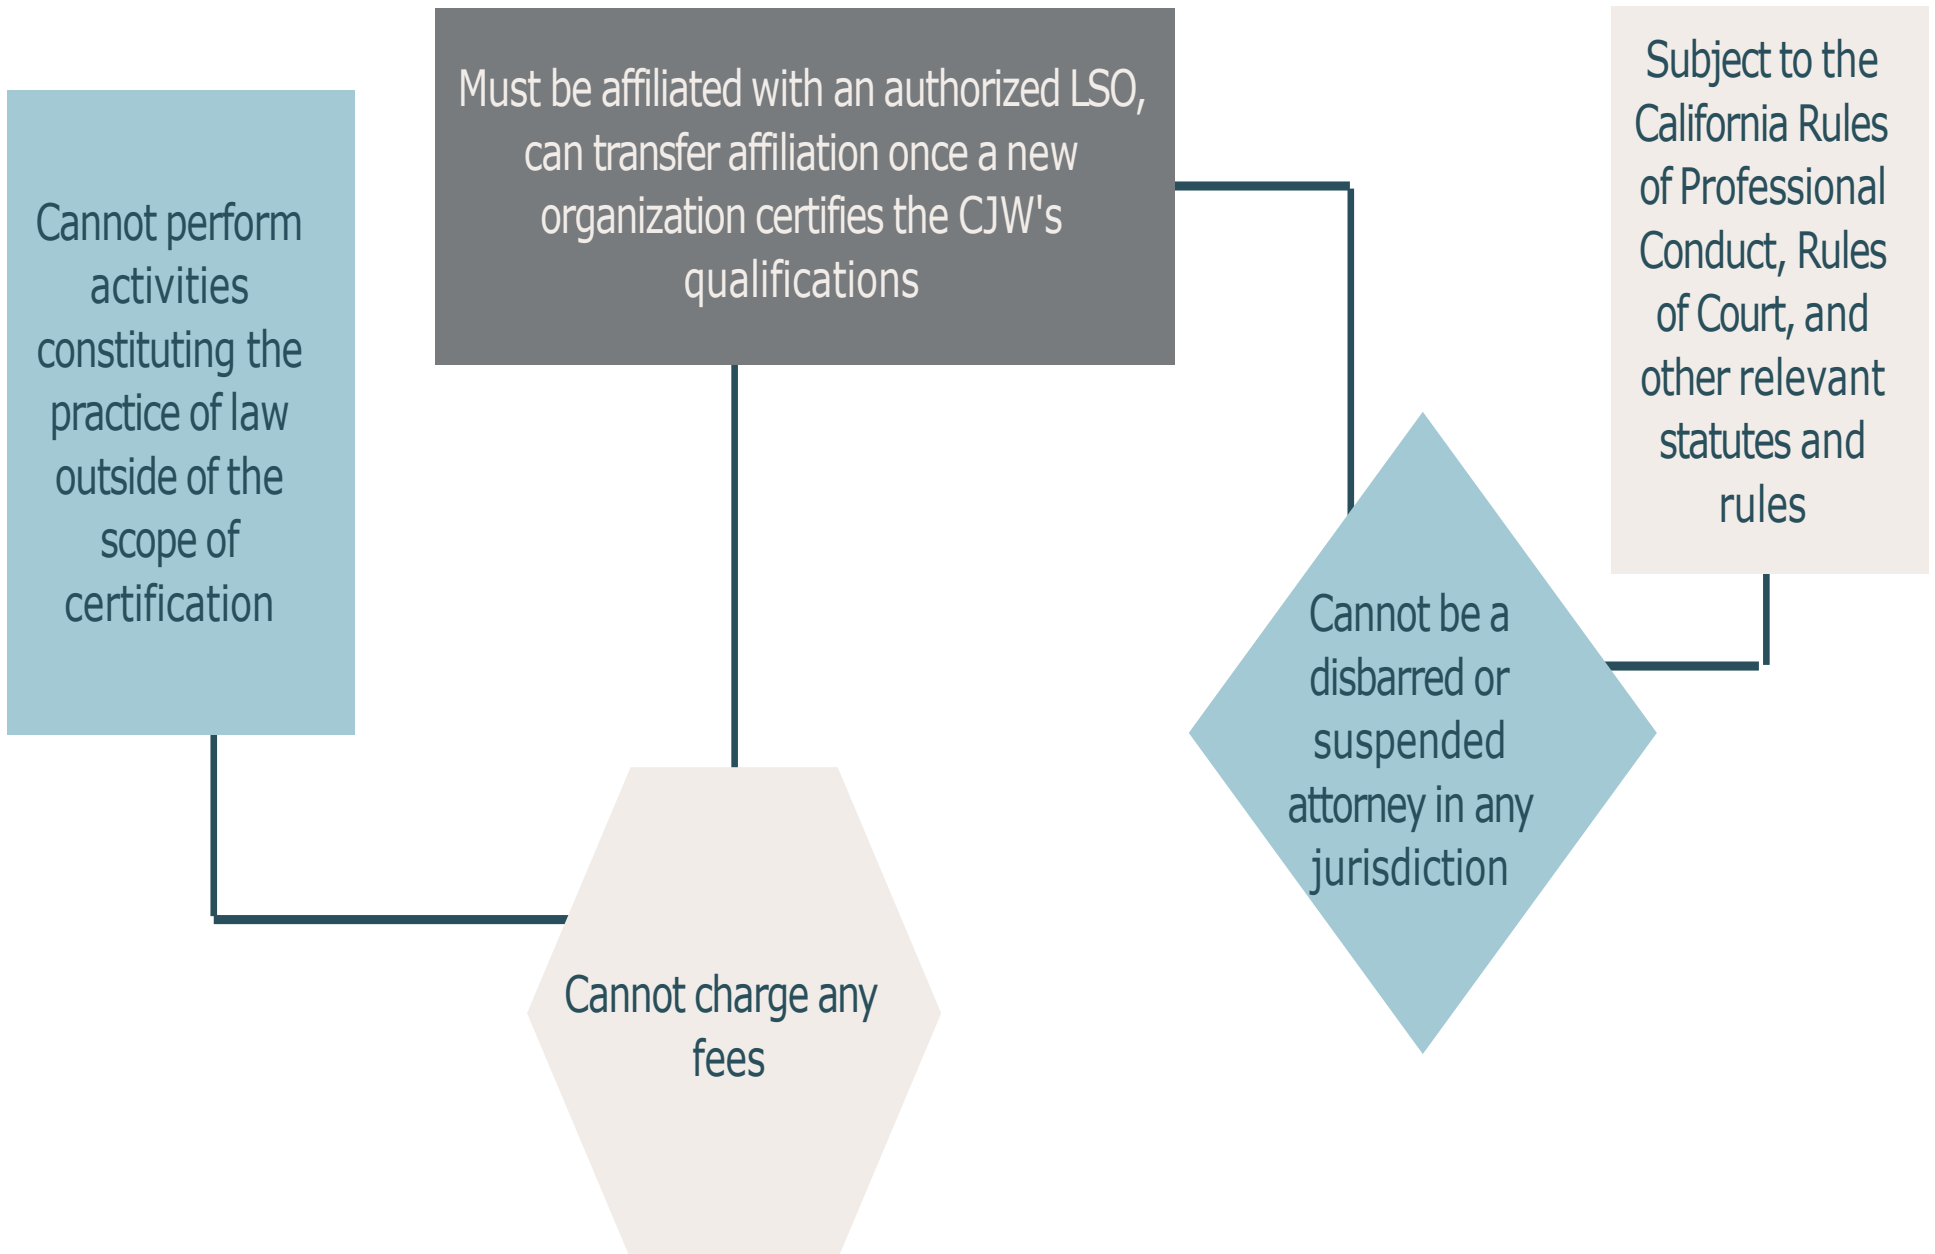 Cannot perform
activities
constituting the
practice of law
outside of the
scope of
certification
Must be affiliated with an authorized LSO,
can transfer affiliation once a new
organization certifies the CJW's
qualifications
Cannot charge any
fees
Cannot be a
disbarred or
suspended
attorney in any
jurisdiction
Subject to the
California Rules
of Professional
Conduct, Rules
of Court, and
other relevant
statutes and
rules